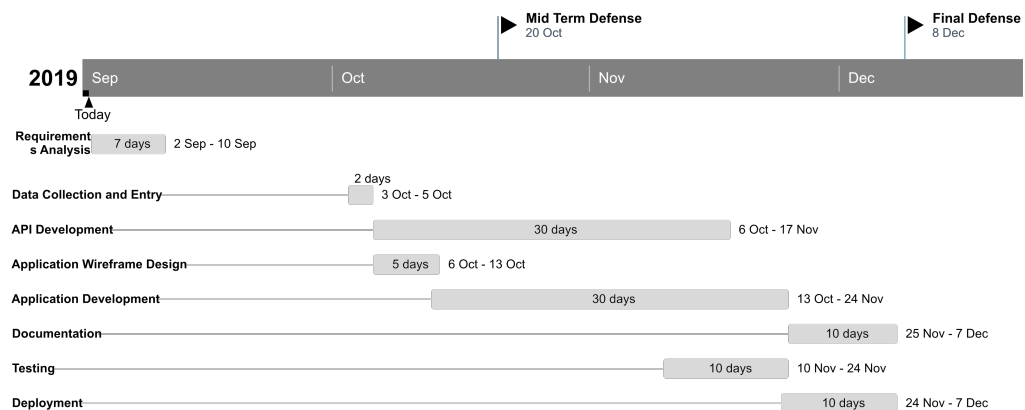 Mid Term Defense
20 Oct
Final Defense
8 Dec
2019 Sep Oct Nov Dec
Today
Requirement
s Analysis 7 days 2 Sep - 10 Sep
2 days
Data Collection and Entry 3 Oct - 5 Oct
API Development 30 days 6 Oct - 17 Nov
Application Wireframe Design 5 days 6 Oct - 13 Oct
Application Development 30 days 13 Oct - 24 Nov
Documentation 10 days 25 Nov - 7 Dec
Testing 10 days 10 Nov - 24 Nov
Deployment 10 days 24 Nov - 7 Dec